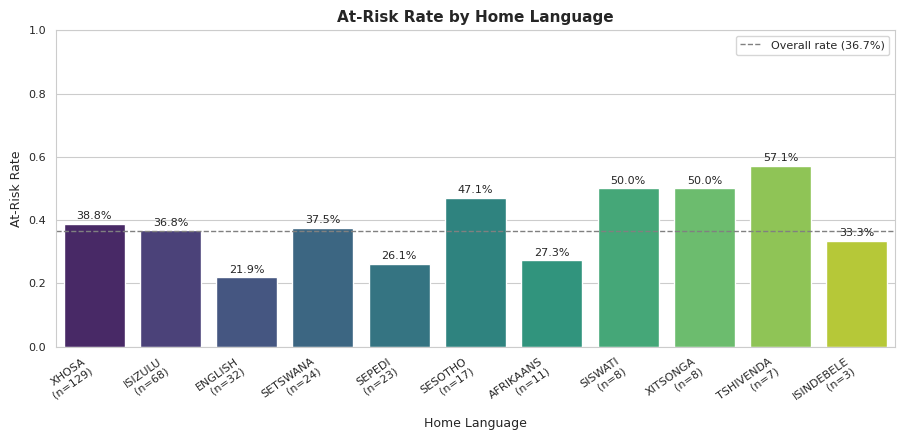 At-Risk Rate by Home Language
Overall rate (36.7%)
At-Risk Rate
1.0
0.8
0.6
0.4
0.2
0.0
38.8%
36.8%
21.9%
37.5%
26.1%
47.1%
27.3%
50.0%
50.0%
57.1%
33.3%
XHOSA
(n=129)
ISIZULU
(n=68)
ENGLISH
(n=32)
SETSWANA
(n=24)
SEPEDI
(n=23)
SESOTHO
(n=17)
AFRIKAANS
(n=11)
SISWATI
(n=8)
XITSONGA
(n=8)
TSHIVENDA
(n=7)
ISINDEBELE
(n=3)
Home Language